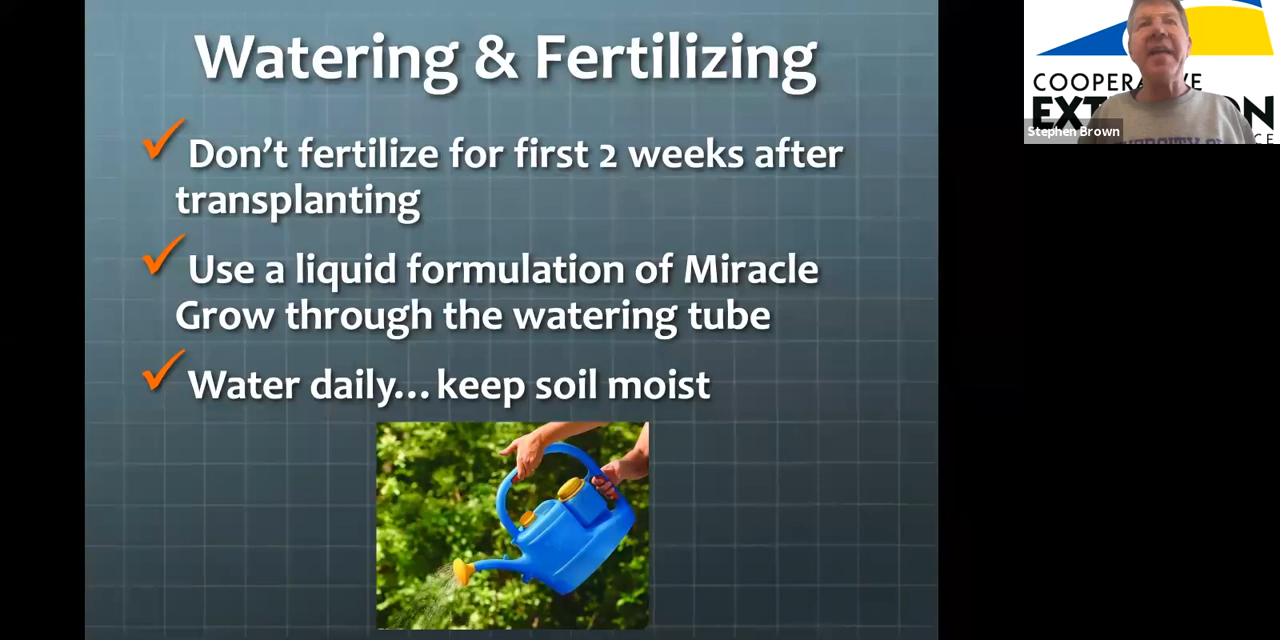 Watering & Fertilizing
Don't fertilize for first 2 weeks after
transplanting
Use a liquid formulation of Miracle
Grow through the watering tube
Water daily...keep soil moist
COOPERATIVE
Stephen Brown